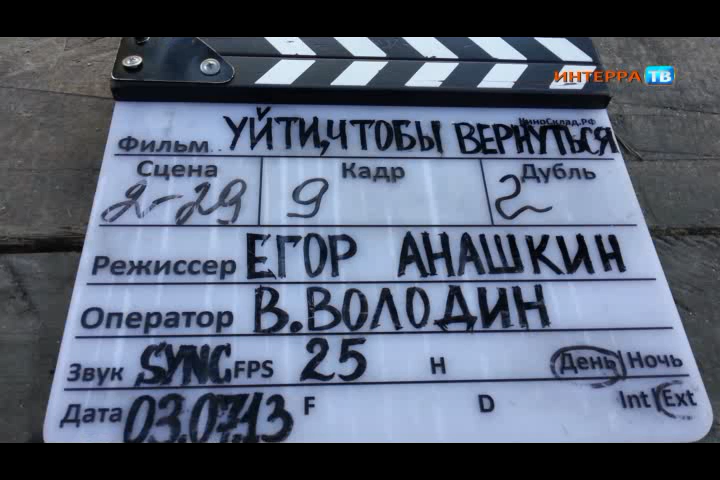 ИНТЕРРА ТВ
КиноСклад.РФ
Фильм.. УЙТИ, ЧТОБЫ ВЕРНУТЬСЯ
Сцена Кадр Дубль
2-29 9 2
Режиссер ЕГОР АНАШКИН
Оператор В.ВОЛОДИН
Звук SYNC FPS 25 H День Ночь
Дата 03.07.13 F D Int Ext